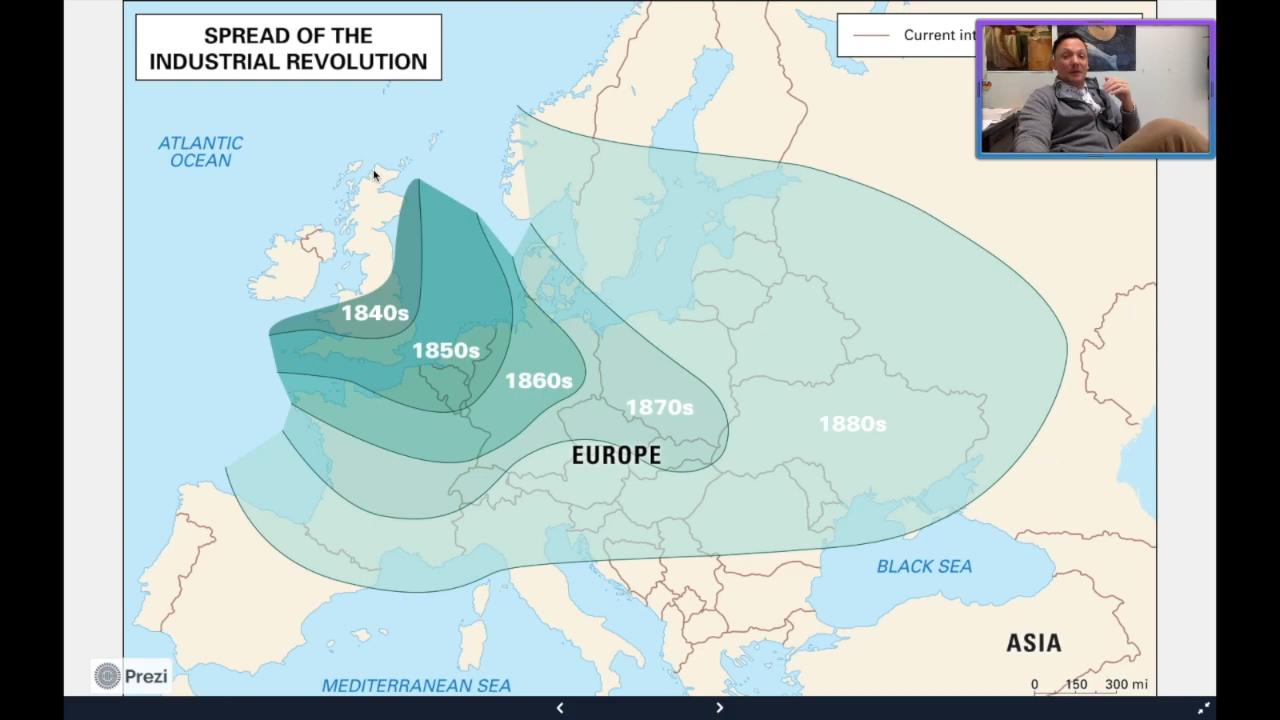 SPREAD OF THE
INDUSTRIAL REVOLUTION
Current
ATLANTIC
OCEAN
1840s
1850s
1860s
1870s
1880s
EUROPE
BLACK SEA
ASIA
MEDITERRANEAN SEA
0 150 300 mi
Prezi